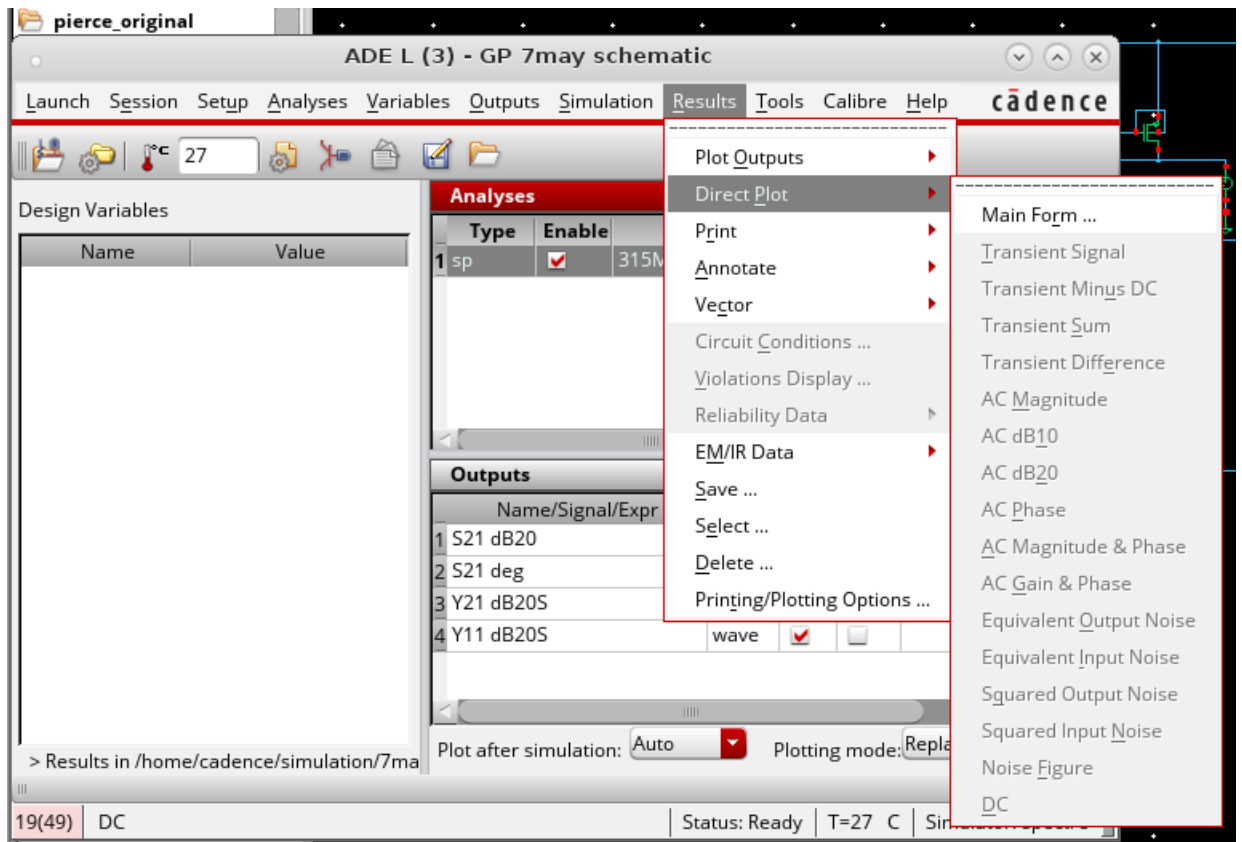 pierce_original
ADE L (3) - GP 7may schematic
Launch Session Setup Analyses Variables Outputs Simulation Results Tools Calibre Help cādence
°C 27
Design Variables
Name Value
> Results in /home/cadence/simulation/7ma
Analyses
Type Enable
1 sp 315M
Outputs
Name/Signal/Expr
1 S21 dB20
2 S21 deg
3 Y21 dB20S
4 Y11 dB20S wave
Plot after simulation: Auto Plotting mode: Repla
Plot Outputs
Direct Plot
Print
Annotate
Vector
Circuit Conditions ...
Violations Display ...
Reliability Data
EM/IR Data
Save ...
Select ...
Delete ...
Printing/Plotting Options ...
Main Form ...
Transient Signal
Transient Minus DC
Transient Sum
Transient Difference
AC Magnitude
AC dB10
AC dB20
AC Phase
AC Magnitude & Phase
AC Gain & Phase
Equivalent Output Noise
Equivalent Input Noise
Squared Output Noise
Squared Input Noise
Noise Figure
DC
19(49) DC Status: Ready T=27 C